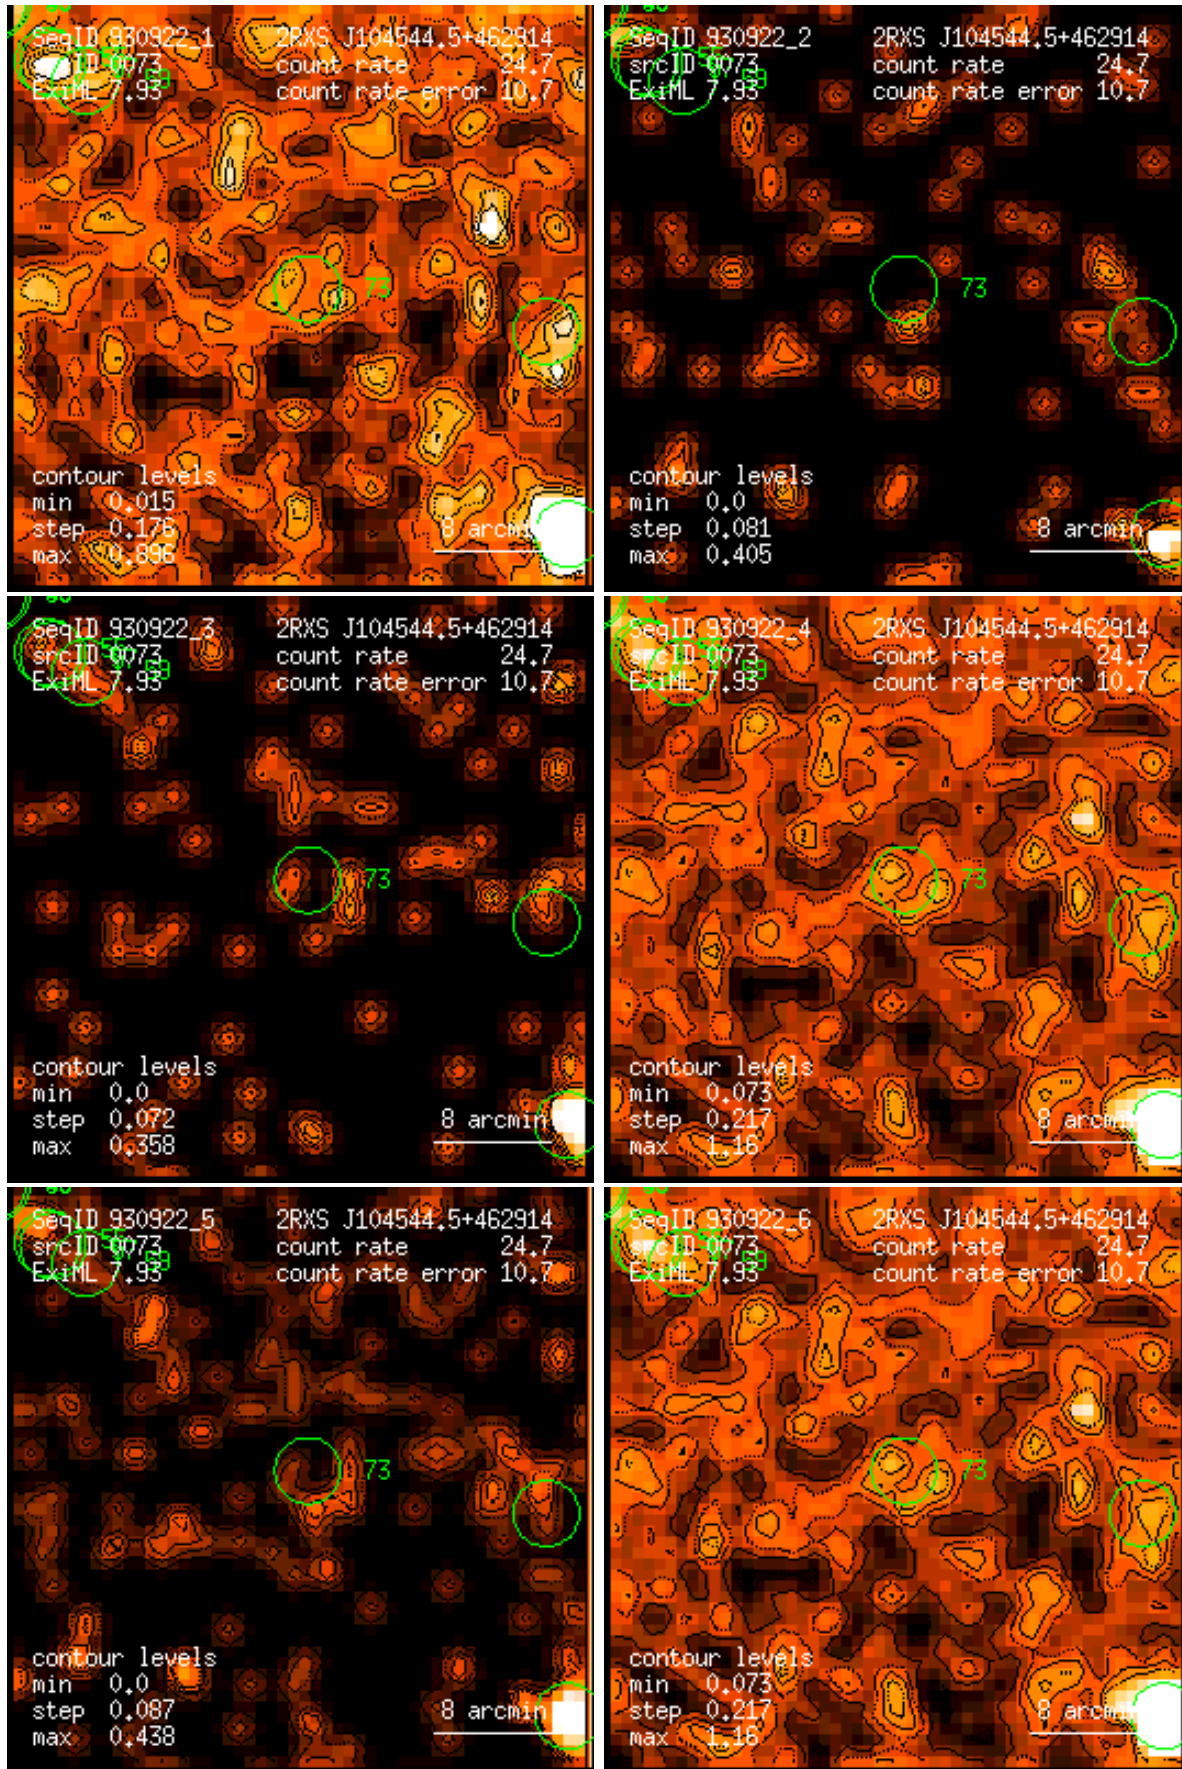 SeqID 930922_1 2RXS J104544.5+462914
srcID 0073 count rate 24.7
ExiML 7.93 59 count rate error 10.7
73
contour levels
min 0.015
step 0.176 8 arcmin
max 0.896
SeqID 930922_2 2RXS J104544.5+462914
srcID 0073 count rate 24.7
ExiML 7.93 59 count rate error 10.7
73
contour levels
min 0.0
step 0.081 8 arcmin
max 0.405
SeqID 930922_3 2RXS J104544.5+462914
srcID 0073 count rate 24.7
ExiML 7.93 59 count rate error 10.7
73
contour levels
min 0.0
step 0.072 8 arcmin
max 0.358
SeqID 930922_4 2RXS J104544.5+462914
srcID 0073 count rate 24.7
ExiML 7.93 59 count rate error 10.7
73
contour levels
min 0.073
step 0.217 8 arcmin
max 1.16
SeqID 930922_5 2RXS J104544.5+462914
srcID 0073 count rate 24.7
ExiML 7.93 59 count rate error 10.7
73
contour levels
min 0.0
step 0.087 8 arcmin
max 0.438
SeqID 930922_6 2RXS J104544.5+462914
srcID 0073 count rate 24.7
ExiML 7.93 59 count rate error 10.7
73
contour levels
min 0.073
step 0.217 8 arcmin
max 1.16